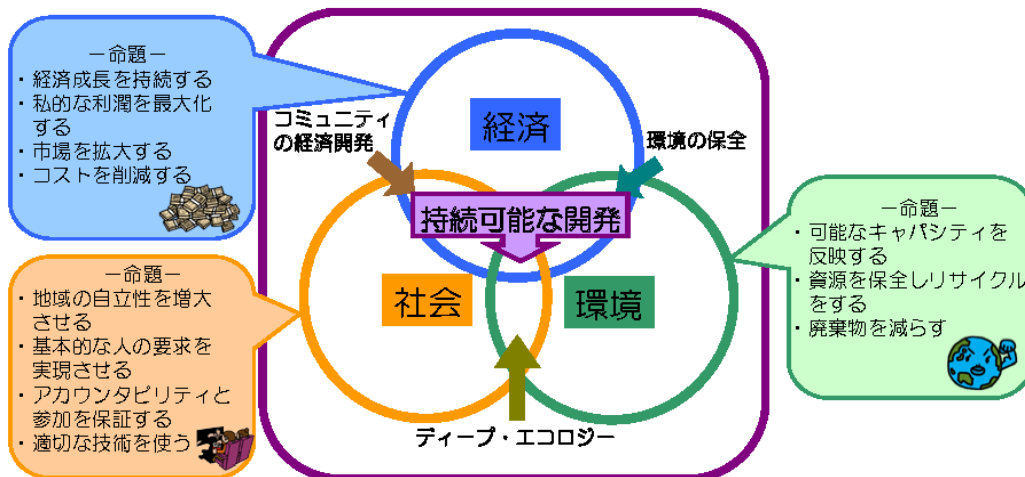 －命題－
・経済成長を持続する
・私的な利潤を最大化
する
・市場を拡大する
・コストを削減する
コミュニティ
の経済開発
経済
環境の保全
持続可能な開発
社会
環境
ディープ・エコロジー
－命題－
・地域の自立性を増大
させる
・基本的な人の要求を
実現させる
・アカウンタビリティと
参加を保証する
・適切な技術を使う
－命題－
・可能なキャパシティを
反映する
・資源を保全しリサイクル
をする
・廃棄物を減らす